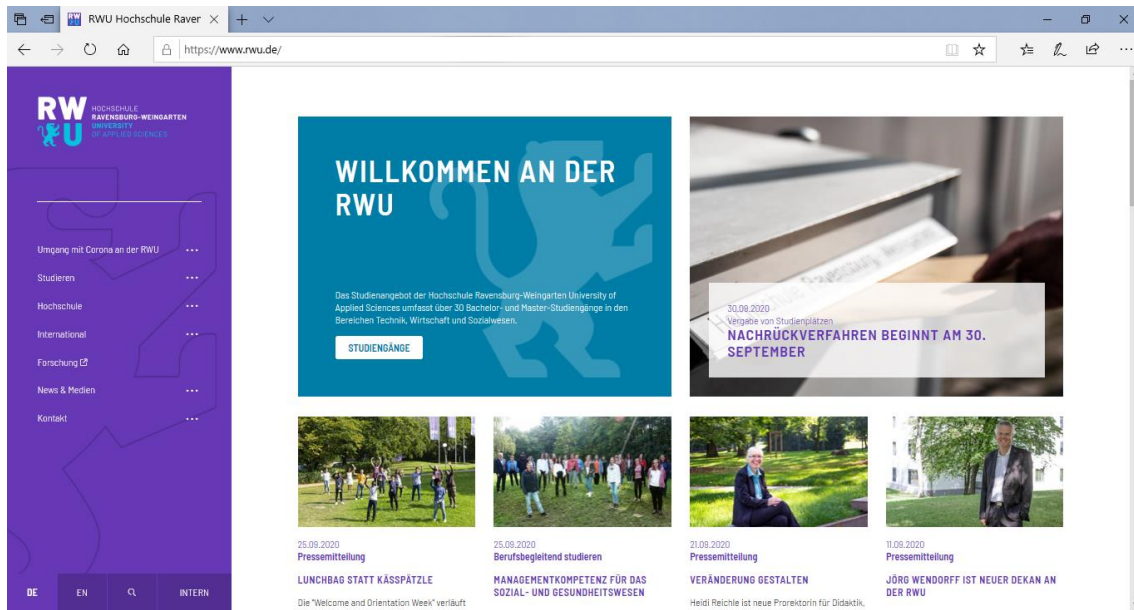 RWU Hochschule Raver
https://www.rwu.de/
RW
U
HOCHSCHULE
RAVENSBURG-WEINGARTEN
UNIVERSITY
OF APPLIED SCIENCES
Umgang mit Corona an der RWU
Studieren
Hochschule
International
Forschung
News & Medien
Kontakt
DE EN INTERN
WILLKOMMEN AN DER
RWU
Das Studienangebot der Hochschule Ravensburg-Weingarten University of
Applied Sciences umfasst über 30 Bachelor- und Master-Studiengänge in den
Bereichen Technik, Wirtschaft und Sozialwesen.
STUDIENGÄNGE
30.09.2020
Vergabe von Studienplätzen
NACHRÜCKVERFAHREN BEGINNT AM 30.
SEPTEMBER
25.09.2020
Pressemitteilung
LUNCHBAG STATT KÄSSPÄTZLE
Die "Welcome and Orientation Week" verläuft
25.09.2020
Berufsbegleitend studieren
MANAGEMENTKOMPETENZ FÜR DAS
SOZIAL- UND GESUNDHEITSWESEN
21.09.2020
Pressemitteilung
VERÄNDERUNG GESTALTEN
Heidi Reichle ist neue Prorektorin für Didaktik,
11.09.2020
Pressemitteilung
JÖRG WENDORFF IST NEUER DEKAN AN
DER RWU